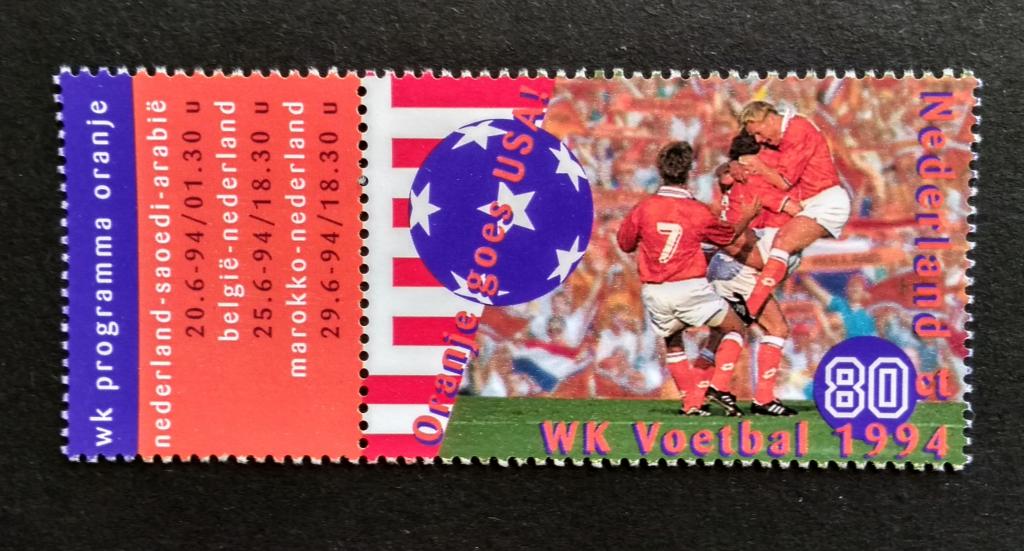 wk programma oranje
nederland-saoedi-arabië
20.6-94/01.30 u
belgië-nederland
25.6-94/18.30 u
marokko-nederland
29.6-94/18.30 u
Oranje goes USA!
7
Nederland
80 ct
WK Voetbal 1994